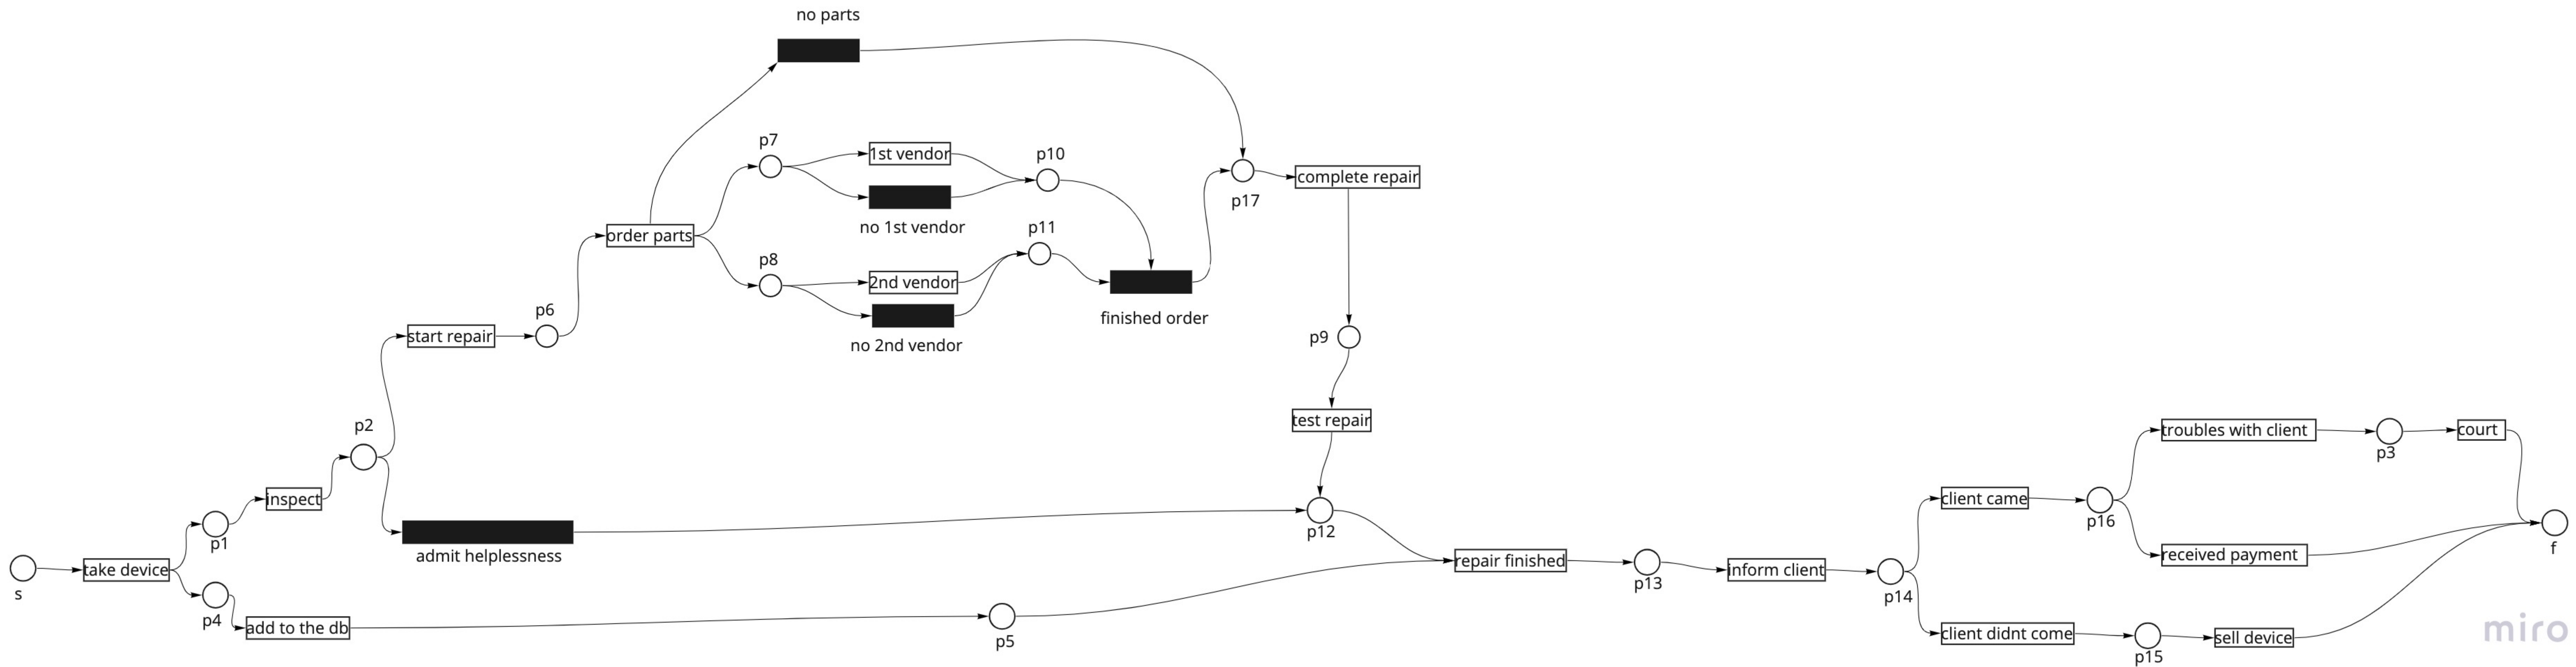 no parts
p7
1st vendor
p10
no 1st vendor
p17
complete repair
order parts
p8
2nd vendor
p11
no 2nd vendor
finished order
p6
start repair
p9
p2
test repair
inspect
p1
p12
admit helplessness
s
take device
p4
add to the db
p5
repair finished
p13
inform client
p14
client came
p16
troubles with client
p3
court
received payment
f
client didnt come
p15
sell device
miro